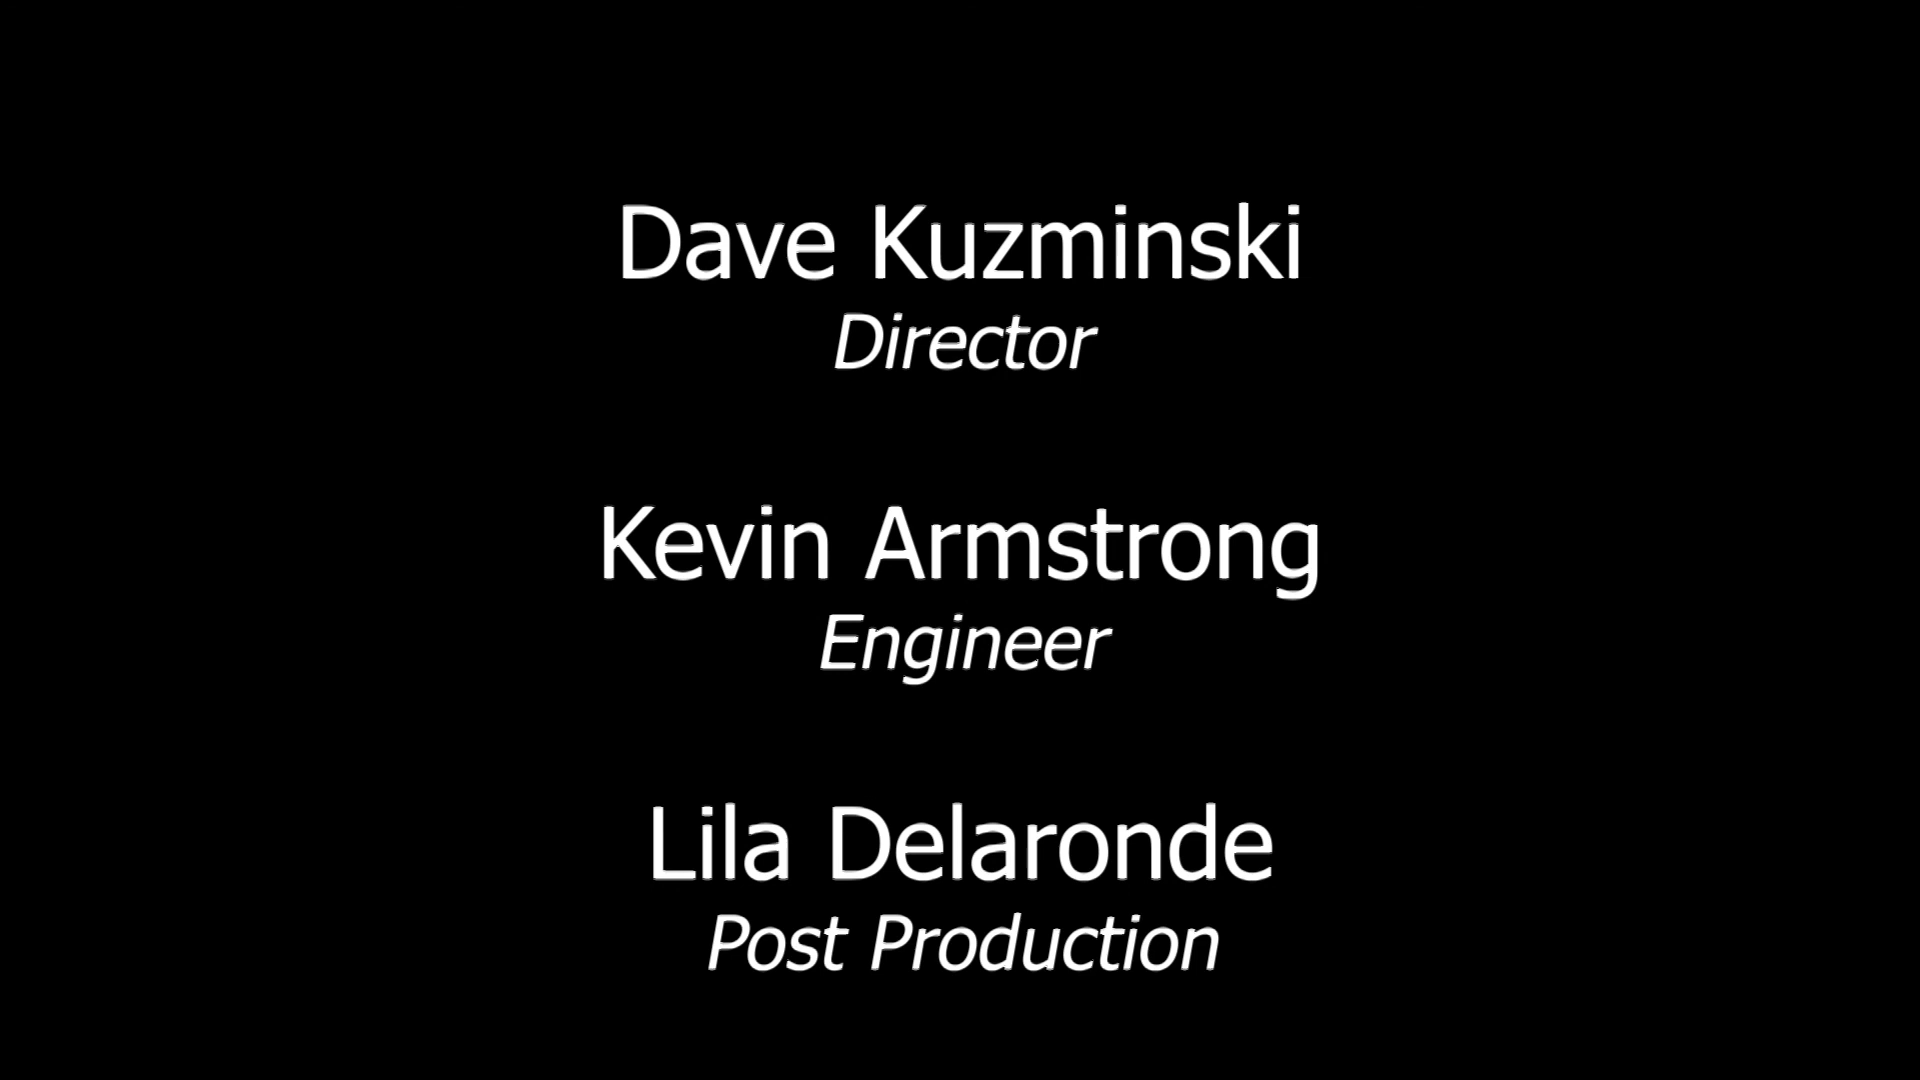 Dave Kuzminski
Director
Kevin Armstrong
Engineer
Lila Delaronde
Post Production